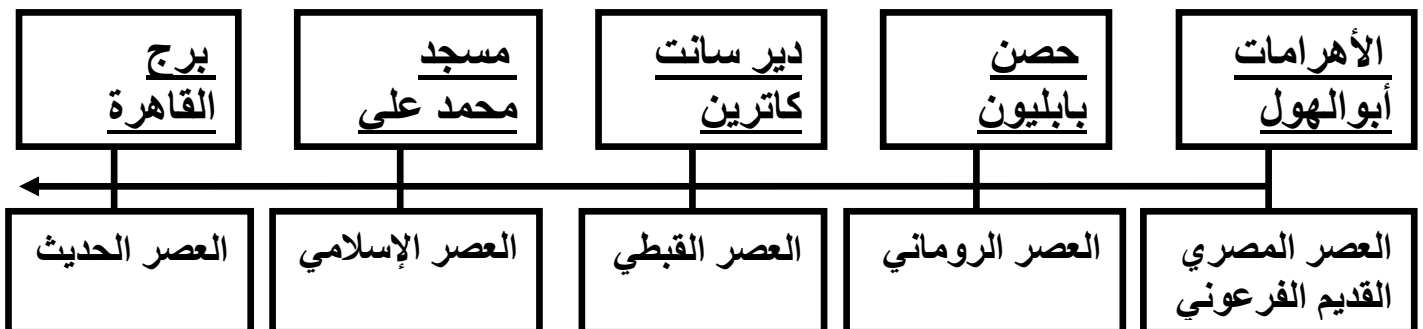 الأهرامات
أبوالهول
حصن
بابليون
دير سانت
كاترين
مسجد
محمد على
برج
القاهرة
العصر المصري
القديم الفرعوني
العصر الروماني
العصر القبطي
العصر الإسلامي
العصر الحديث